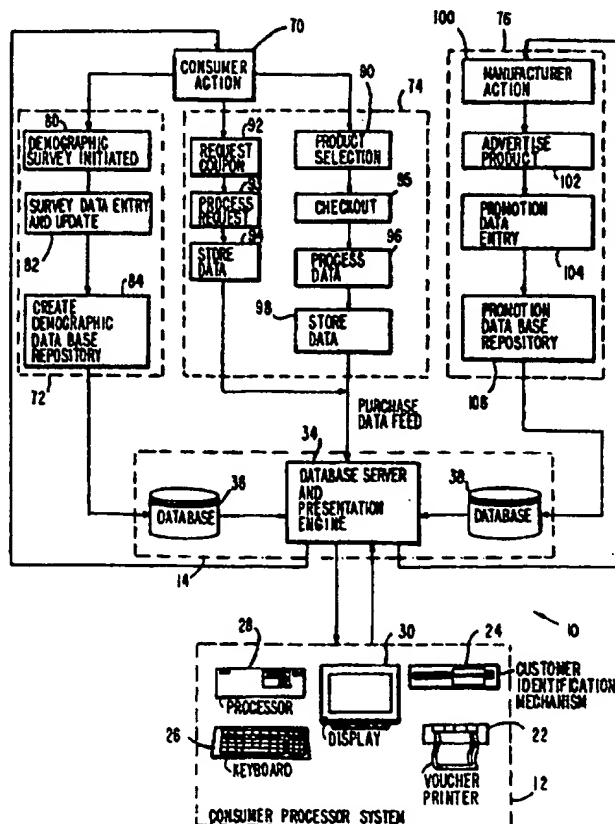 70
CONSUMER
ACTION
80
DEMOGRAPHIC
SURVEY INITIATED
SURVEY DATA ENTRY
AND UPDATE
82
84
CREATE
DEMOGRAPHIC
DATA BASE
REPOSITORY
72
74
92
REQUEST
COUPON
93
PROCESS
REQUEST
94
STORE
DATA
90
PRODUCT
SELECTION
95
CHECKOUT
96
PROCESS
DATA
98
STORE
DATA
PURCHASE
DATA FEED
76
100
MANUFACTURER
ACTION
ADVERTISE
PRODUCT
102
PROMOTION
DATA
ENTRY
104
PROMOTION
DATA BASE
REPOSITORY
106
34
36
DATABASE
DATABASE SERVER
AND
PRESENTATION
ENGINE
38
DATABASE
14
10
28
PROCESSOR
26
KEYBOARD
30
DISPLAY
24
CUSTOMER
IDENTIFICATION
MECHANISM
22
VOUCHER
PRINTER
12
CONSUMER PROCESSOR SYSTEM